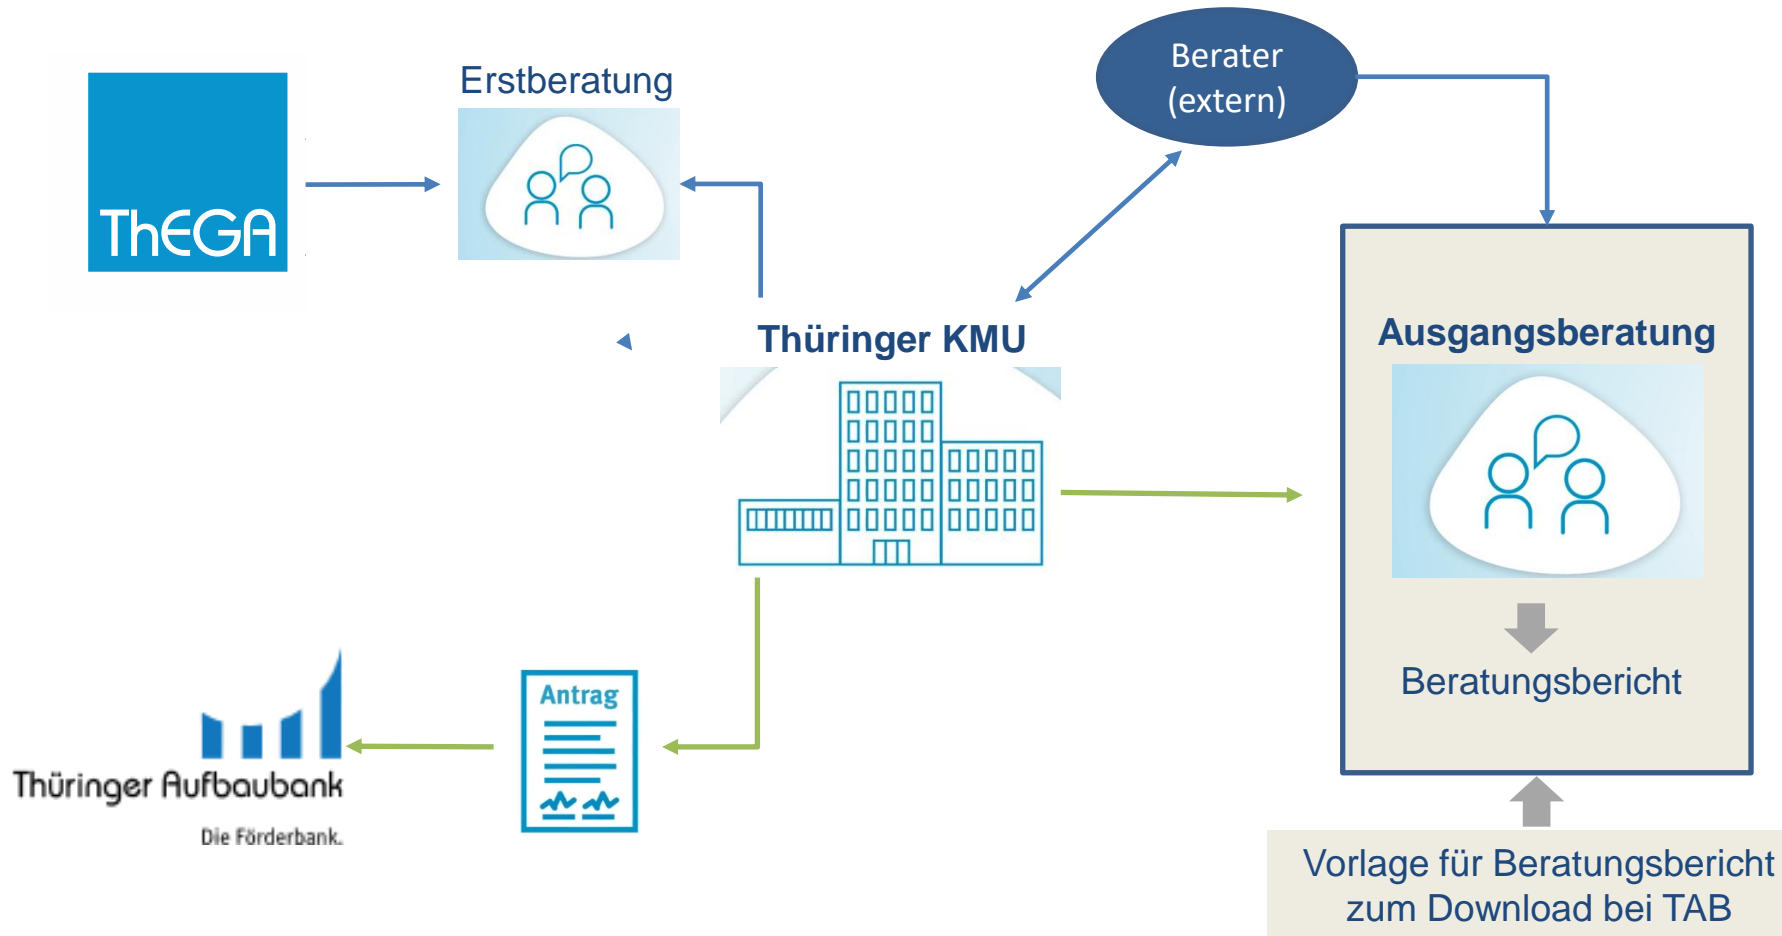 Erstberatung
ThEGA
Berater
(extern)
Thüringer KMU
Ausgangsberatung
Beratungsbericht
Antrag
Thüringer Aufbaubank
Die Förderbank.
Vorlage für Beratungsbericht
zum Download bei TAB